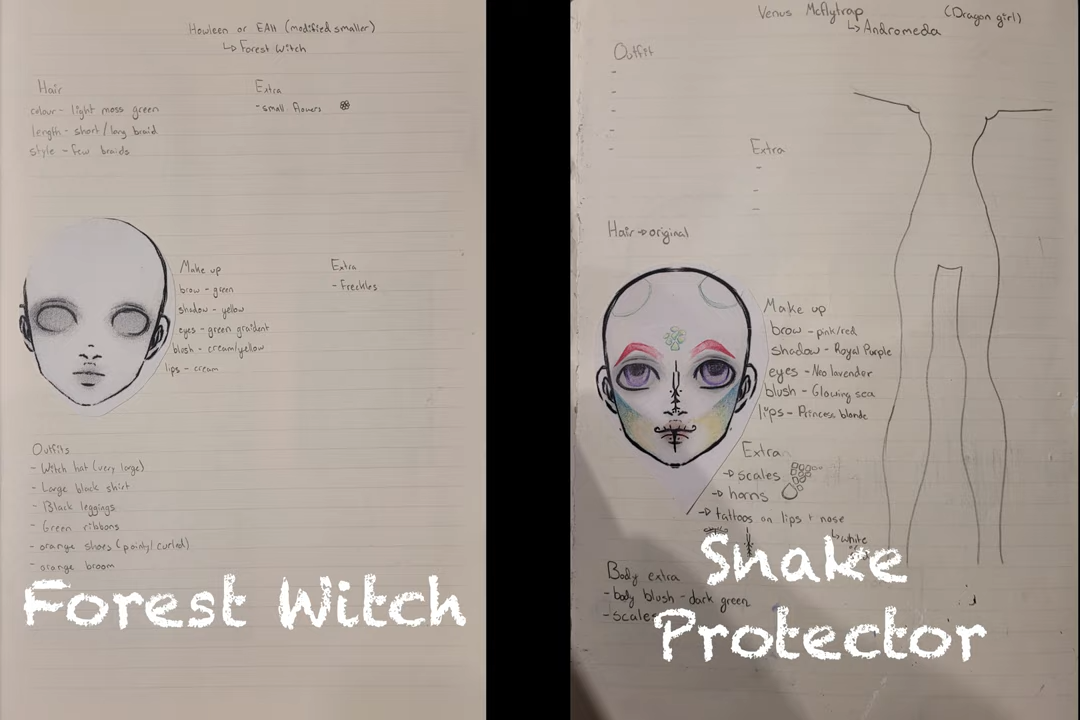 Howleen or EAH (modified smaller)
↳ Forest Witch
Hair
colour - light moss green
length - short/long braid
style - few braids
Extra
- small flowers
Make up
brow - green
shadow - yellow
eyes - green graident
blush - cream/yellow
lips - cream
Extra
- Freckles
Outfits
- Witch hat (very large)
- Large black shirt
- Black leggings
- Green ribbons
- orange shoes (pointy/curled)
- orange broom
Forest Witch
Venus Mcflytrap (Dragon girl)
↳ Andromeda
Outfit
-
-
-
-
-
Extra
-
-
-
Hair → original
Make up
brow - pink/red
shadow - Royal Purple
eyes - Neo lavender
blush - Glowing sea
lips - Princess blonde
Extra
→ scales
→ horns
→ tattoos on lips + nose
↳ white
Body extra
- body blush - dark green
- scales
Snake
Protector